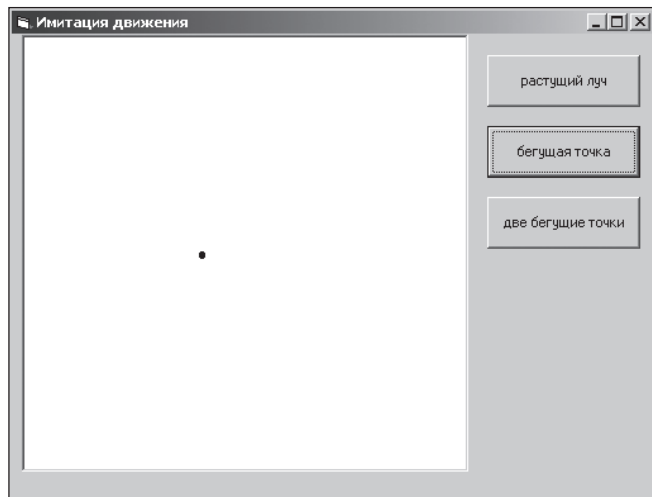 Имитация движения
растущий луч
бегущая точка
две бегущие точки